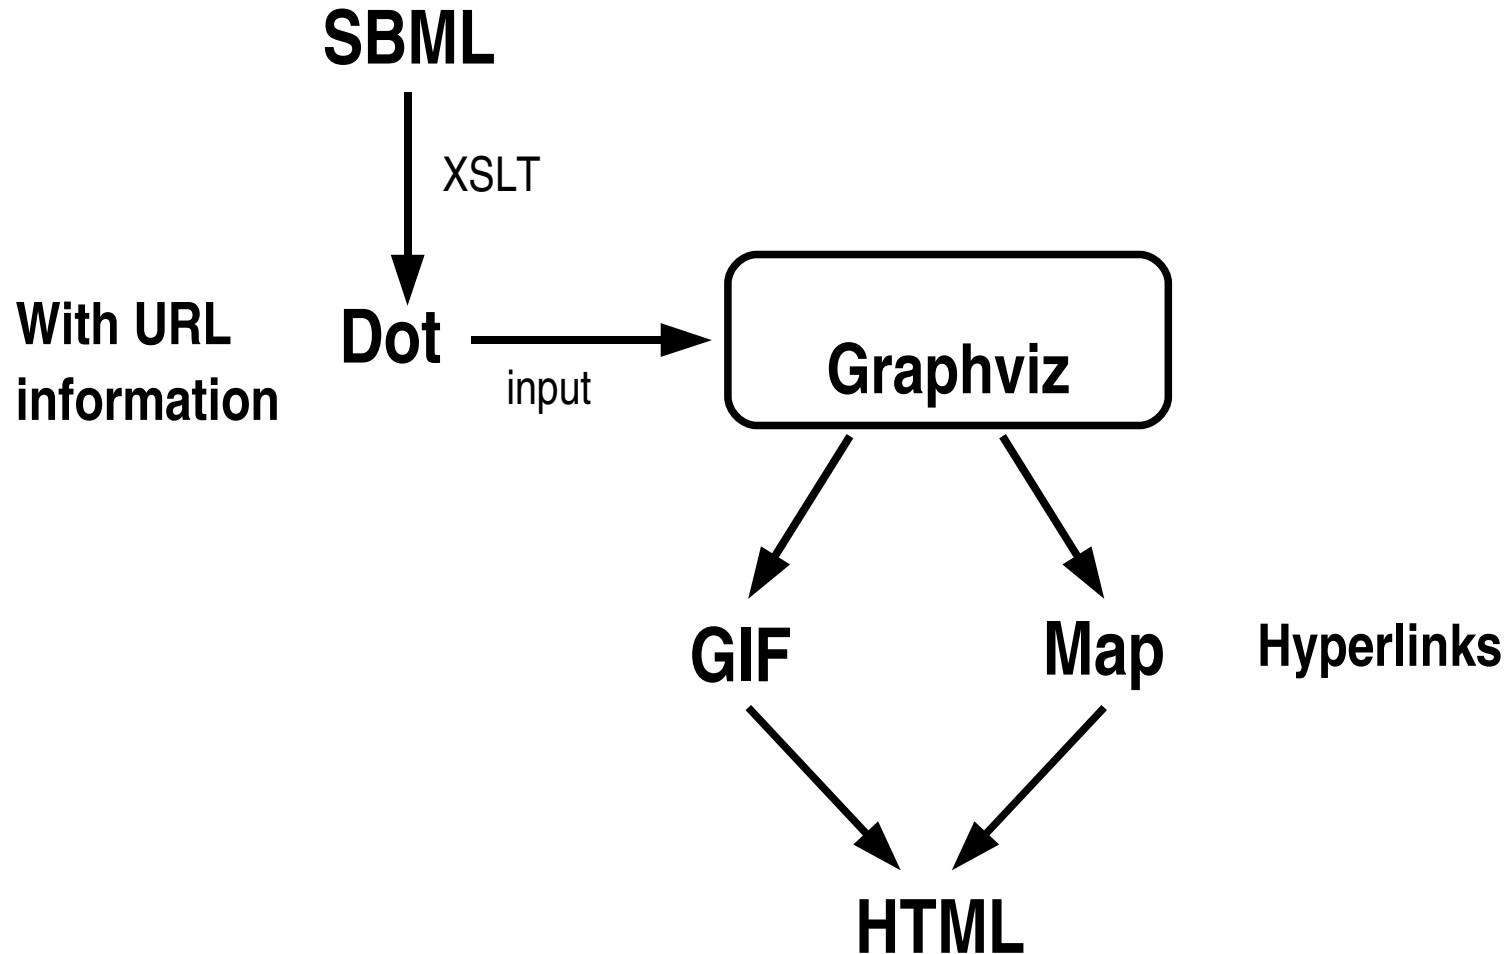 SBML
XSLT
With URL
information
Dot
input
Graphviz
GIF
Map
Hyperlinks
HTML